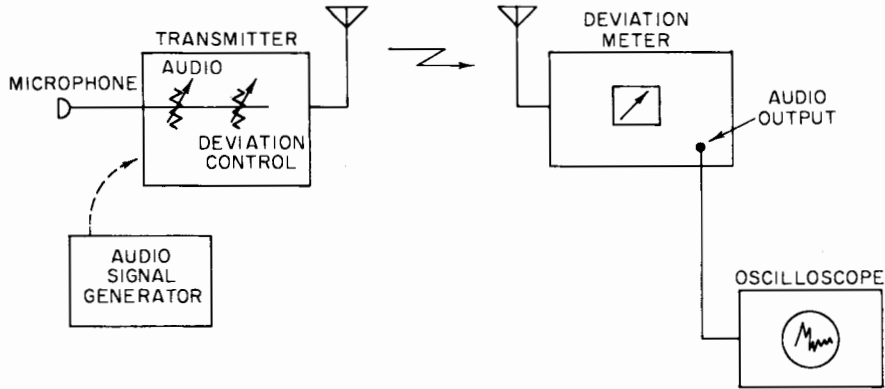 TRANSMITTER
AUDIO
MICROPHONE
DEVIATION
CONTROL
AUDIO
SIGNAL
GENERATOR
DEVIATION
METER
AUDIO
OUTPUT
OSCILLOSCOPE